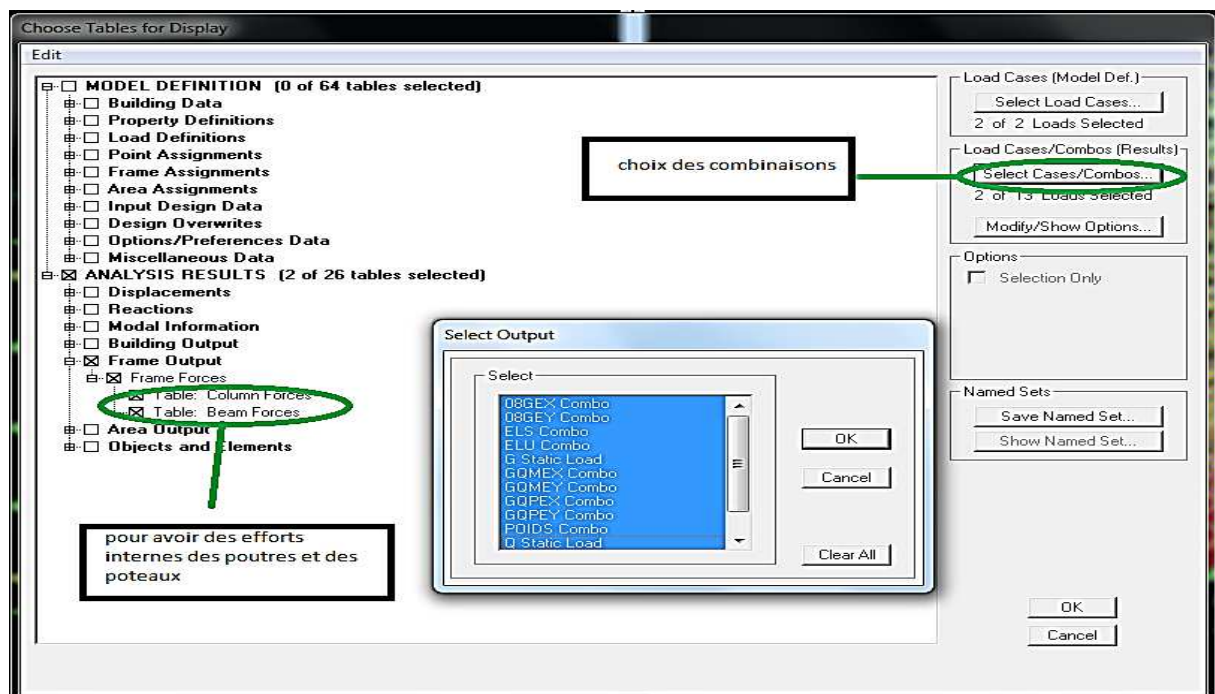 Choose Tables for Display
Edit
MODEL DEFINITION (0 of 64 tables selected)
Building Data
Property Definitions
Load Definitions
Point Assignments
Frame Assignments
Area Assignments
Input Design Data
Design Overwrites
Options/Preferences Data
Miscellaneous Data
ANALYSIS RESULTS (2 of 26 tables selected)
Displacements
Reactions
Modal Information
Building Output
Frame Output
Frame Forces
Table: Column Forces
Table: Beam Forces
Area Output
Objects and Elements
pour avoir des efforts
internes des poutres et des
poteaux
choix des combinaisons
Select Output
Select
08GEX Combo
08GEY Combo
ELS Combo
ELU Combo
G Static Load
GQMEX Combo
GQMEY Combo
GQPEX Combo
GQPEY Combo
POIDS Combo
Q Static Load
OK
Cancel
Clear All
Load Cases (Model Def.)
Select Load Cases...
2 of 2 Loads Selected
Load Cases/Combos (Results)
Select Cases/Combos...
2 of 13 Loads Selected
Modify/Show Options...
Options
Selection Only
Named Sets
Save Named Set...
Show Named Set...
OK
Cancel